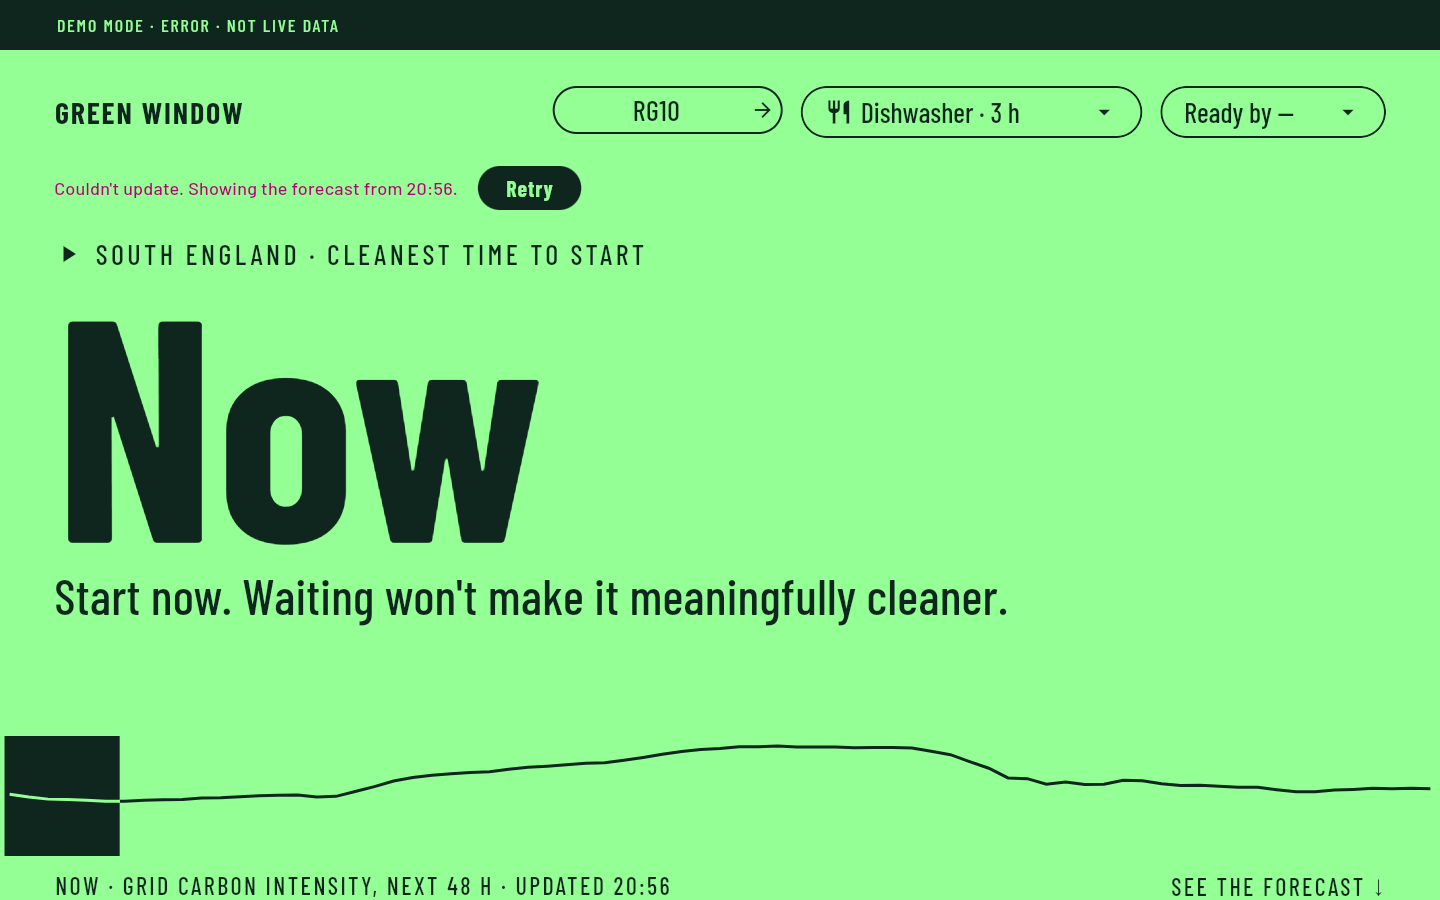 DEMO MODE · ERROR · NOT LIVE DATA
GREEN WINDOW
RG10 →
Dishwasher · 3 h
Ready by —
Couldn't update. Showing the forecast from 20:56.
Retry
SOUTH ENGLAND · CLEANEST TIME TO START
Now
Start now. Waiting won't make it meaningfully cleaner.
NOW · GRID CARBON INTENSITY, NEXT 48 H · UPDATED 20:56
SEE THE FORECAST ↓